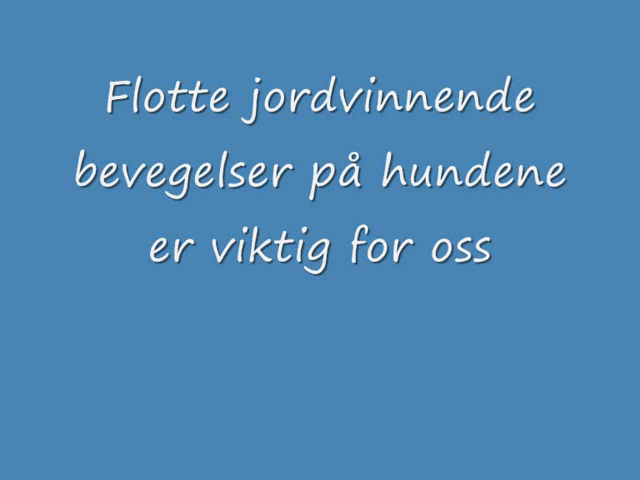 Flotte jordvinnende
bevegelser på hundene
er viktig for oss